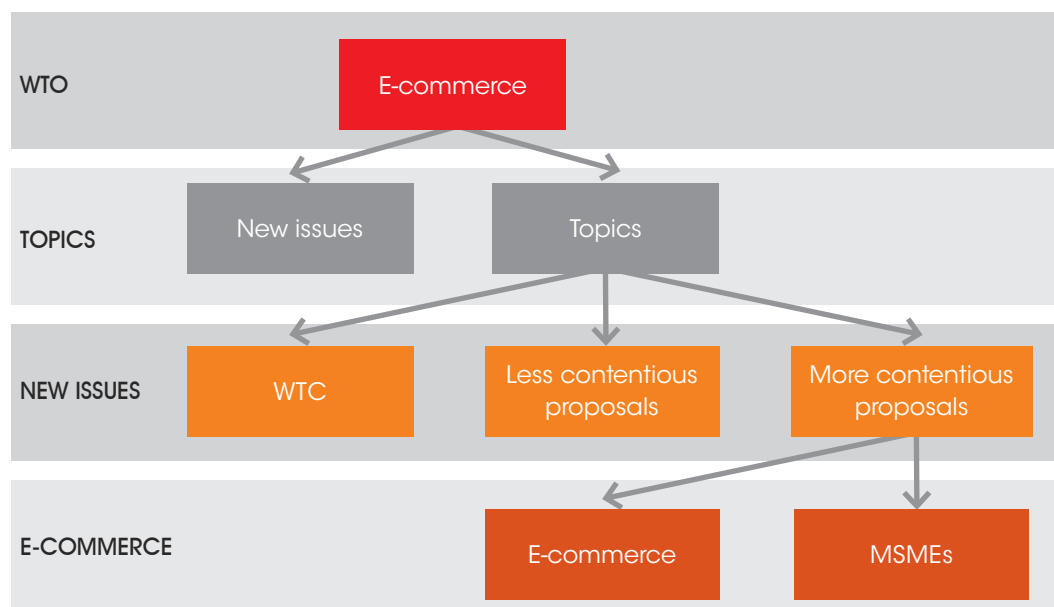 WTO
E-commerce
TOPICS
New issues
Topics
NEW ISSUES
WTC
Less contentious
proposals
More contentious
proposals
E-COMMERCE
E-commerce
MSMEs